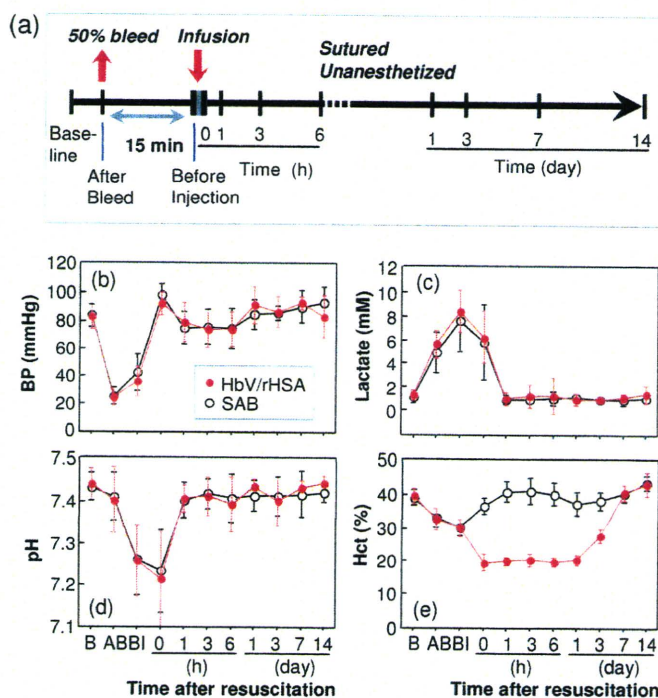 (a)
50% bleed Infusion
Sutured
Unanesthetized
0 1 3 6 1 3 7 14
Base-
line
15 min
Time (h)
Time (day)
After
Bleed
Before
Injection
(b)
BP (mmHg)
120
100
80
60
40
20
0
HbV/rHSA
SAB
(c)
Lactate (mM)
12
10
8
6
4
2
0
(d)
pH
7.5
7.4
7.3
7.2
7.1
B ABBI 0 1 3 6 1 3 7 14
(h) (day)
Time after resuscitation
(e)
Hct (%)
50
40
30
20
10
0
B ABBI 0 1 3 6 1 3 7 14
(h) (day)
Time after resuscitation